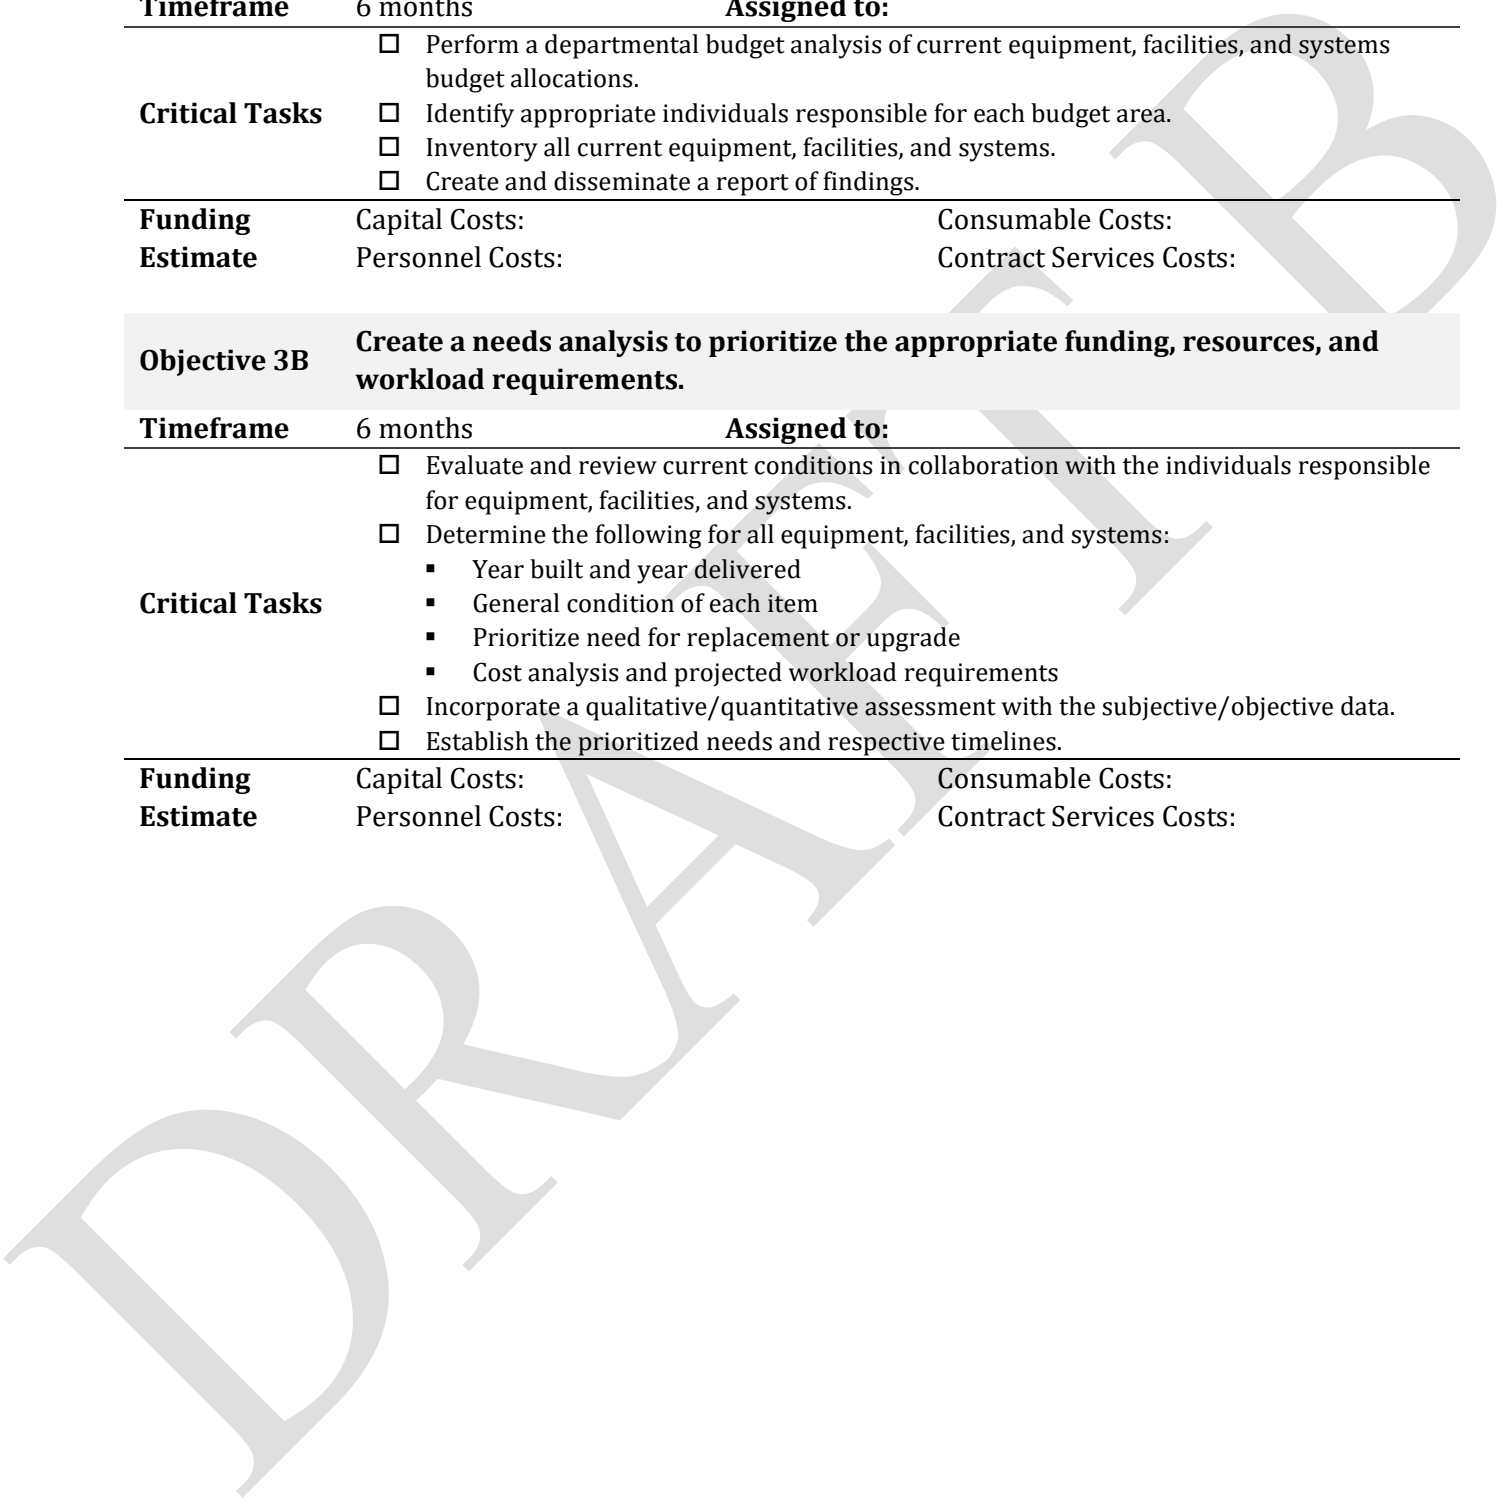 Timeframe 6 months Assigned to:
☐ Perform a departmental budget analysis of current equipment, facilities, and systems
budget allocations.
Critical Tasks ☐ Identify appropriate individuals responsible for each budget area.
☐ Inventory all current equipment, facilities, and systems.
☐ Create and disseminate a report of findings.
Funding Capital Costs: Consumable Costs:
Estimate Personnel Costs: Contract Services Costs:
Objective 3B Create a needs analysis to prioritize the appropriate funding, resources, and
workload requirements.
Timeframe 6 months Assigned to:
☐ Evaluate and review current conditions in collaboration with the individuals responsible
for equipment, facilities, and systems.
☐ Determine the following for all equipment, facilities, and systems:
▪ Year built and year delivered
Critical Tasks ▪ General condition of each item
▪ Prioritize need for replacement or upgrade
▪ Cost analysis and projected workload requirements
☐ Incorporate a qualitative/quantitative assessment with the subjective/objective data.
☐ Establish the prioritized needs and respective timelines.
Funding Capital Costs: Consumable Costs:
Estimate Personnel Costs: Contract Services Costs:
DRAFT B